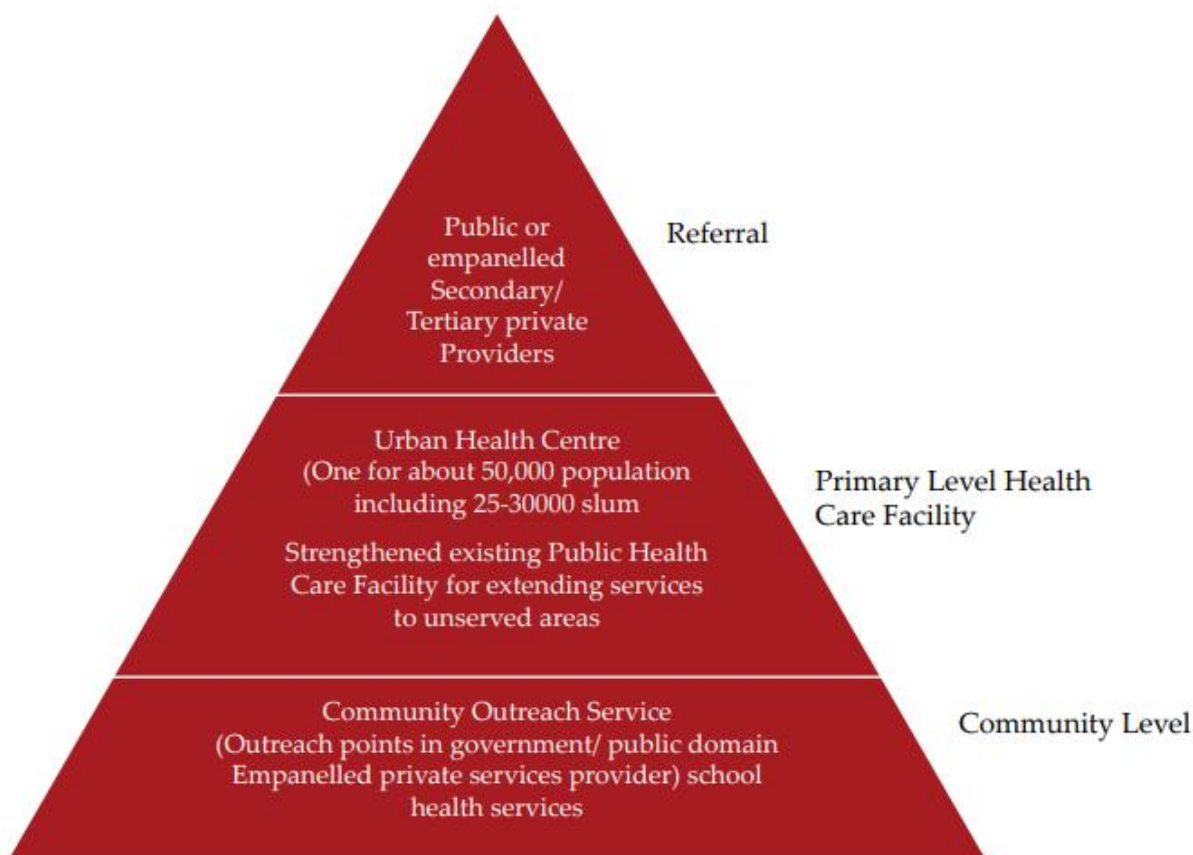 Public or
empanelled
Secondary/
Tertiary private
Providers
Referral
Urban Health Centre
(One for about 50,000 population
including 25-30000 slum
Strengthened existing Public Health
Care Facility for extending services
to unserved areas
Primary Level Health
Care Facility
Community Outreach Service
(Outreach points in government/ public domain
Empanelled private services provider) school
health services
Community Level